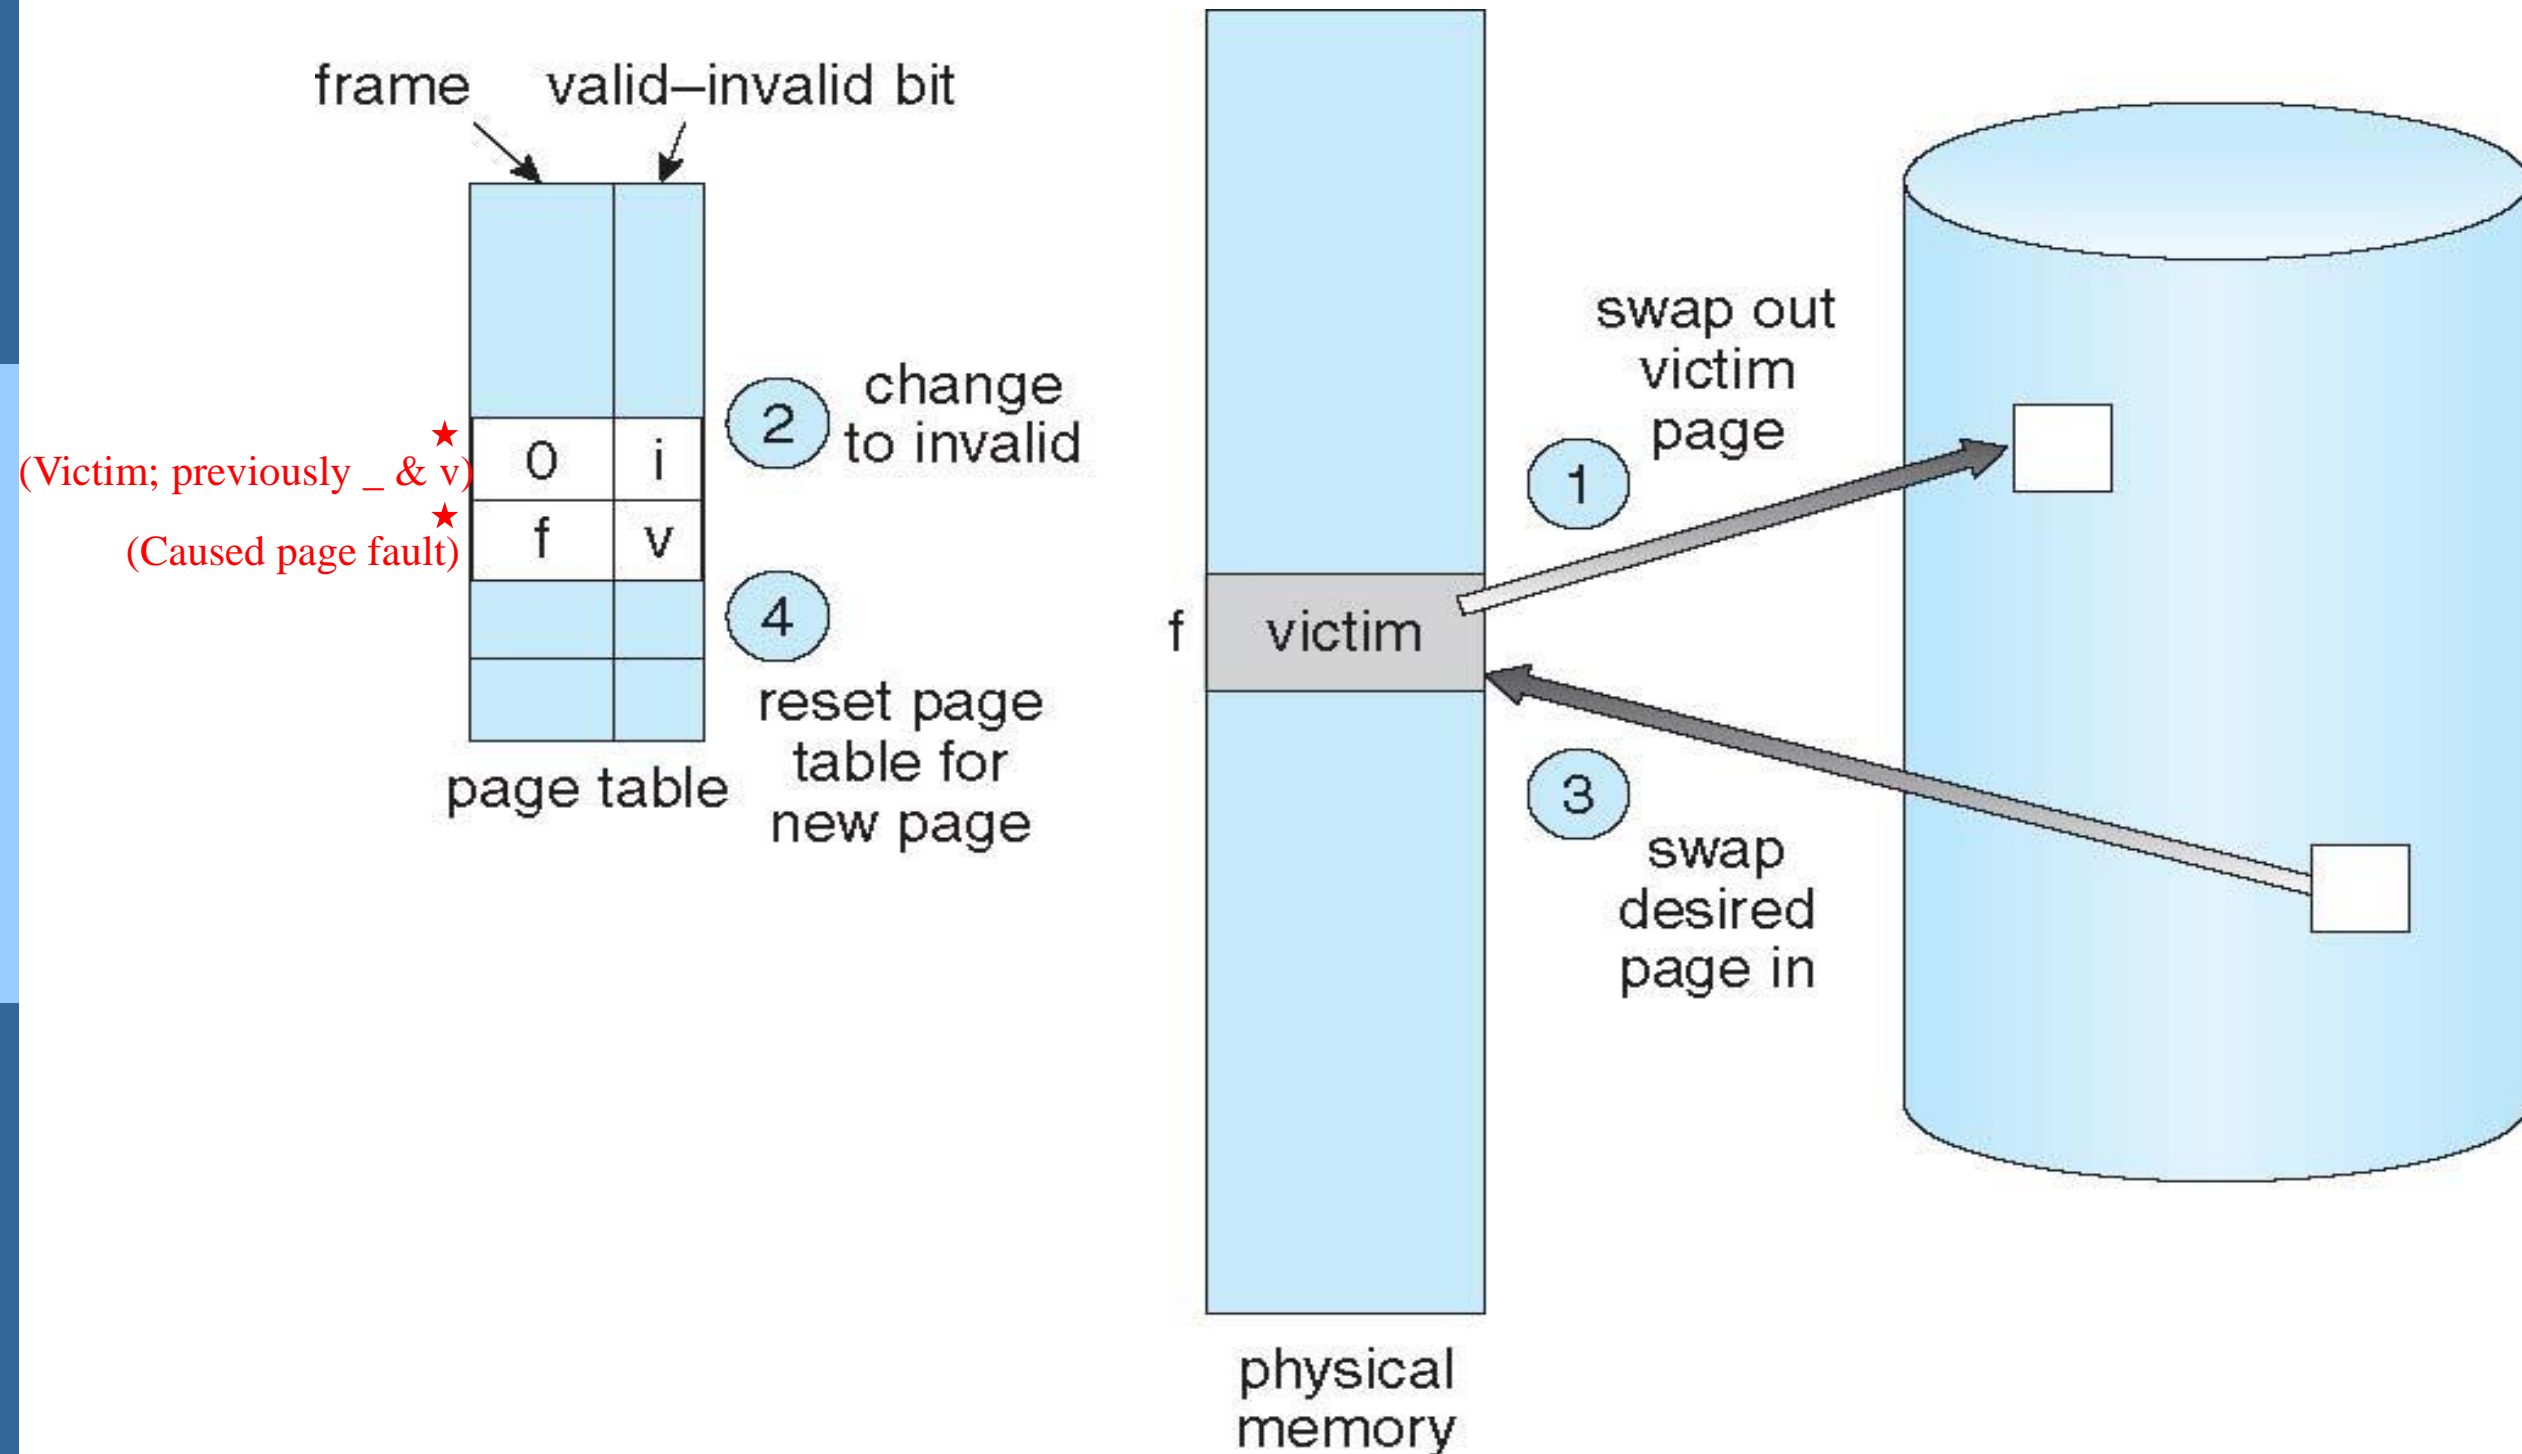 frame valid–invalid bit
2 change
to invalid
★
(Victim; previously _ & v) 0 i
★
(Caused page fault) f v
4
reset page
table for
new page
page table
swap out
victim
page
1
f victim
3
swap
desired
page in
physical
memory